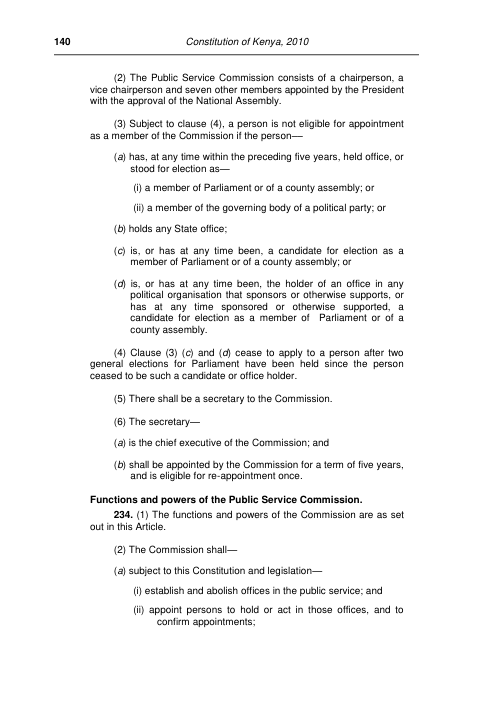 140 Constitution of Kenya, 2010
(2) The Public Service Commission consists of a chairperson, a
vice chairperson and seven other members appointed by the President
with the approval of the National Assembly.
(3) Subject to clause (4), a person is not eligible for appointment
as a member of the Commission if the person––
(a) has, at any time within the preceding five years, held office, or
stood for election as—
(i) a member of Parliament or of a county assembly; or
(ii) a member of the governing body of a political party; or
(b) holds any State office;
(c) is, or has at any time been, a candidate for election as a
member of Parliament or of a county assembly; or
(d) is, or has at any time been, the holder of an office in any
political organisation that sponsors or otherwise supports, or
has at any time sponsored or otherwise supported, a
candidate for election as a member of Parliament or of a
county assembly.
(4) Clause (3) (c) and (d) cease to apply to a person after two
general elections for Parliament have been held since the person
ceased to be such a candidate or office holder.
(5) There shall be a secretary to the Commission.
(6) The secretary—
(a) is the chief executive of the Commission; and
(b) shall be appointed by the Commission for a term of five years,
and is eligible for re-appointment once.
Functions and powers of the Public Service Commission.
234. (1) The functions and powers of the Commission are as set
out in this Article.
(2) The Commission shall—
(a) subject to this Constitution and legislation—
(i) establish and abolish offices in the public service; and
(ii) appoint persons to hold or act in those offices, and to
confirm appointments;